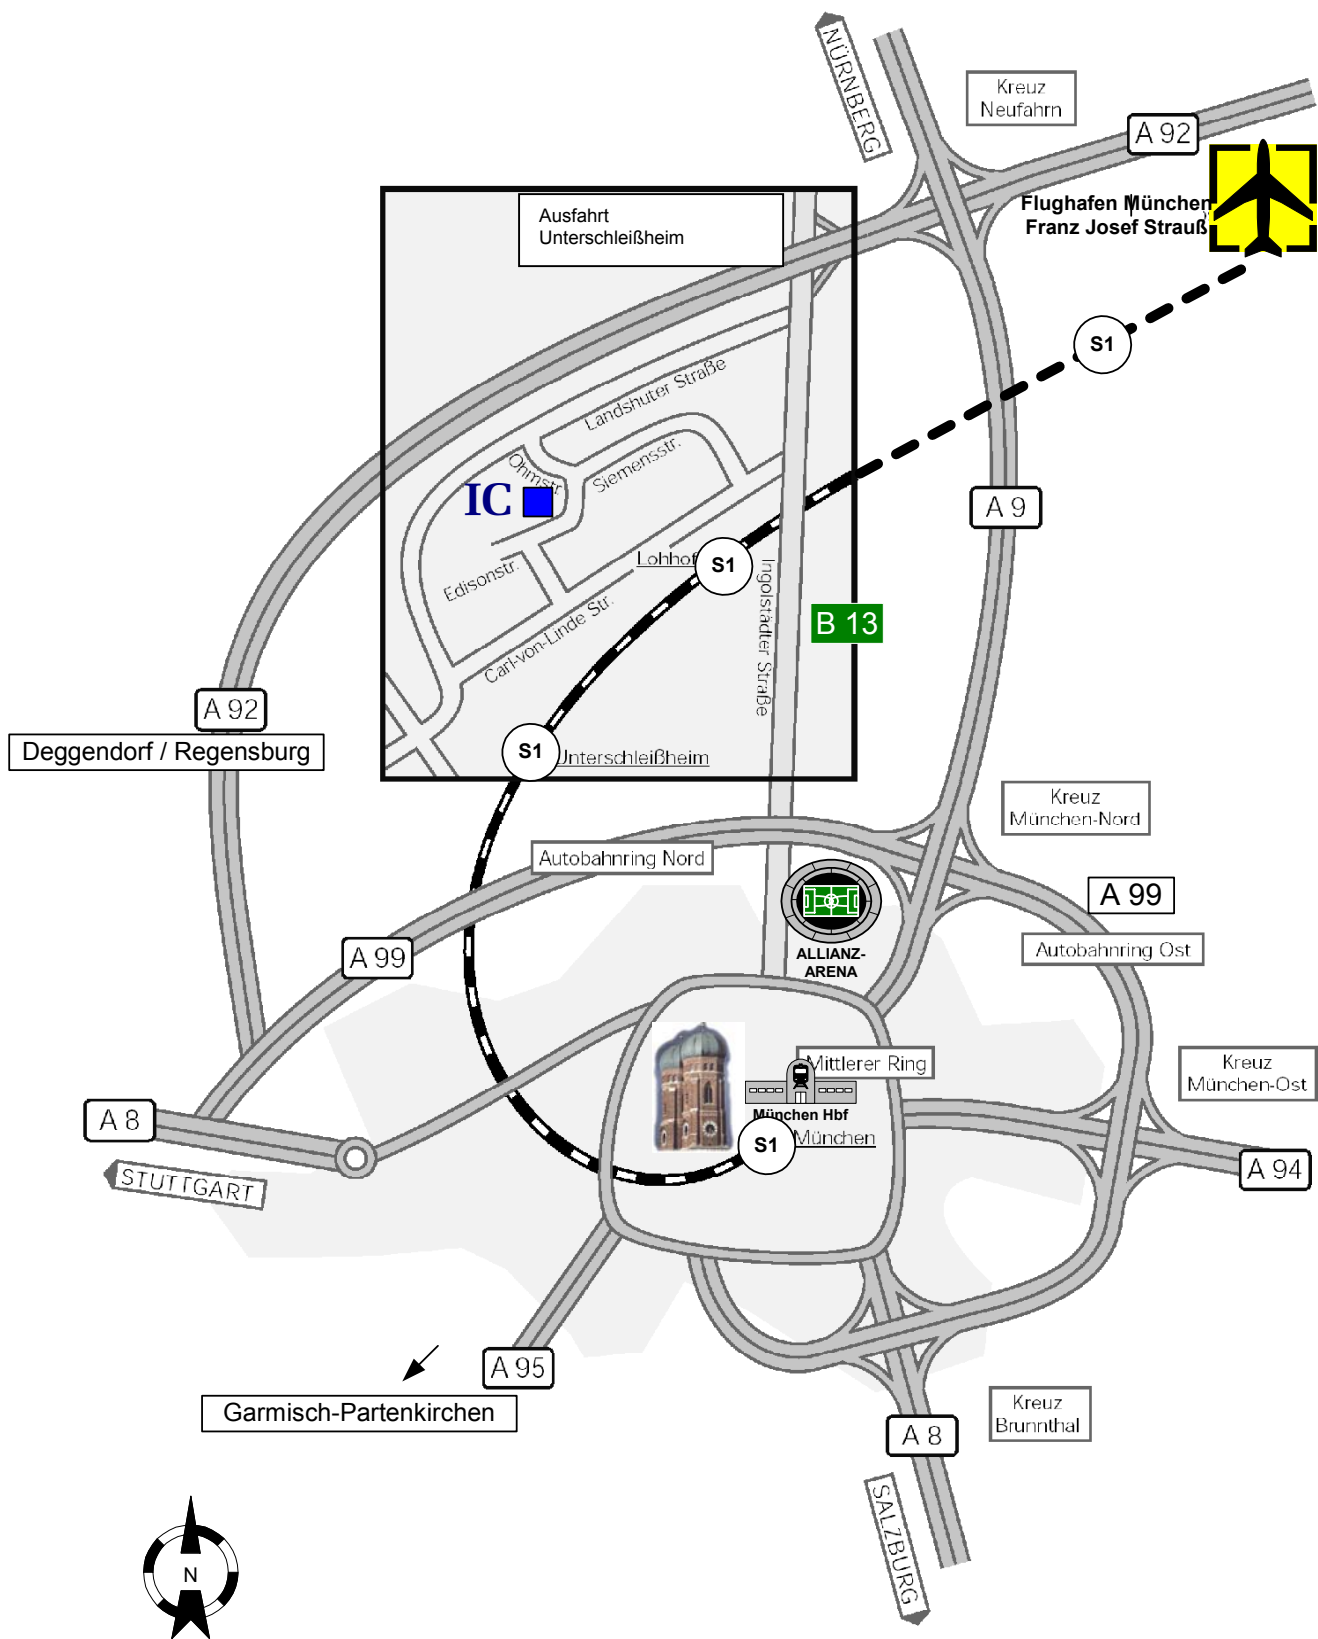 NÜRNBERG
Kreuz
Neufahrn
A 92
Flughafen München
Franz Josef Strauß
Ausfahrt
Unterschleißheim
S1
Landshuter Straße
Ohmstr.
Siemensstr.
IC
A 9
Lohhof
S1
Edisonstr.
Ingolstädter Straße
Carl-von-Linde Str.
B 13
A 92
Deggendorf / Regensburg
S1
Unterschleißheim
Kreuz
München-Nord
Autobahnring Nord
A 99
A 99
Autobahnring Ost
ALLIANZ-
ARENA
Mittlerer Ring
Kreuz
München-Ost
A 8
München Hbf
S1
München
STUTTGART
A 94
A 95
Garmisch-Partenkirchen
Kreuz
Brunnthal
A 8
SALZBURG
N